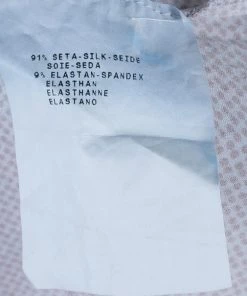 91% SETA-SILK-SEIDE
SOIE-SEDA
9% ELASTAN-SPANDEX
ELASTHAN
ELASTHANNE
ELASTANO